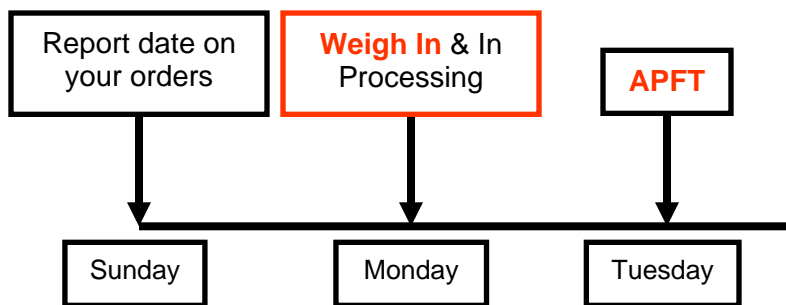 Report date on
your orders
Weigh In & In
Processing
APFT
Sunday
Monday
Tuesday